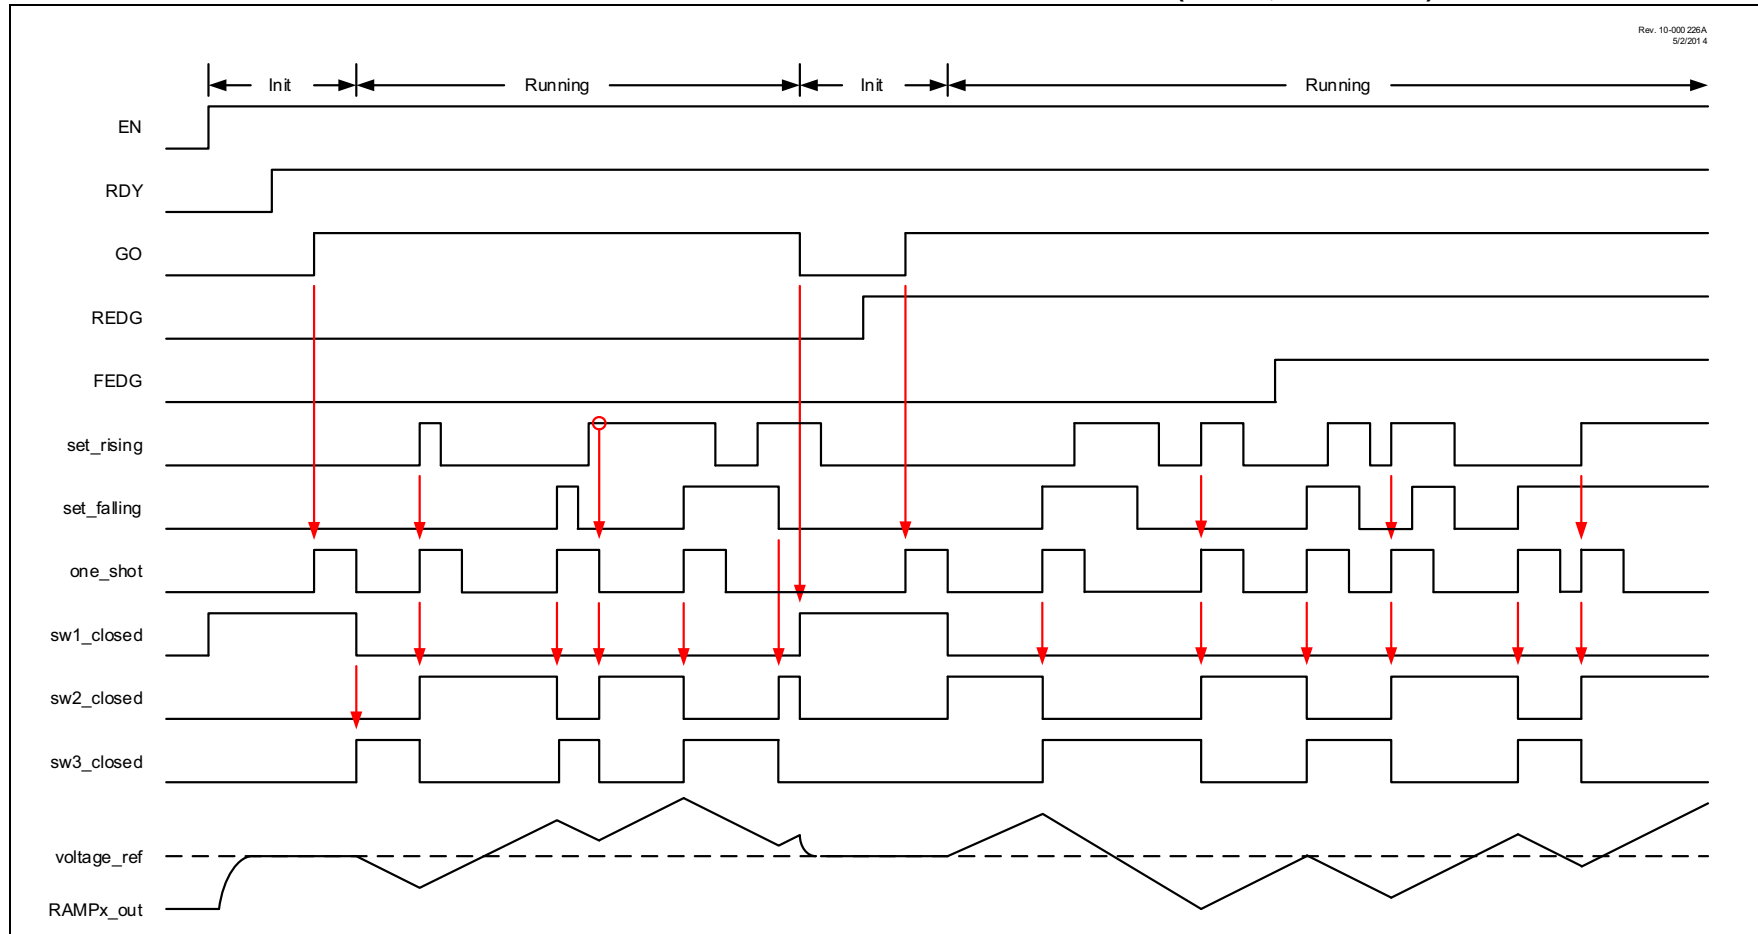 Rev. 10-000226A
5/2/2014
Init Running Init Running
EN
RDY
GO
REDG
FEDG
set_rising
set_falling
one_shot
sw1_closed
sw2_closed
sw3_closed
voltage_ref
RAMPx_out